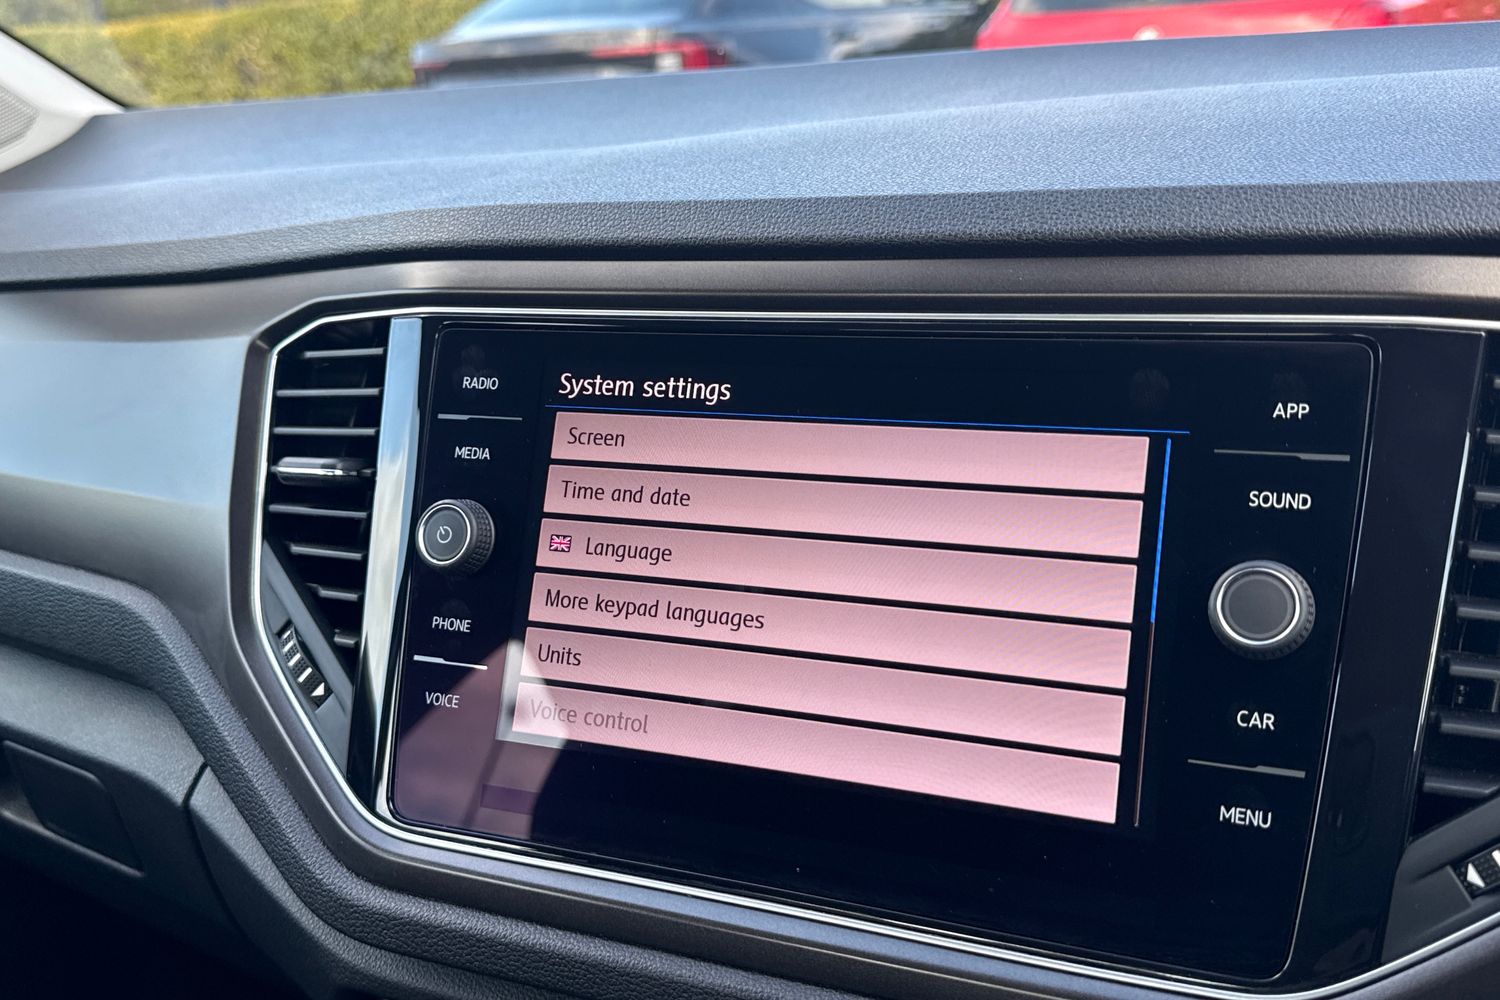 System settings
Screen
Time and date
Language
More keypad languages
Units
Voice control
RADIO
MEDIA
PHONE
VOICE
APP
SOUND
CAR
MENU